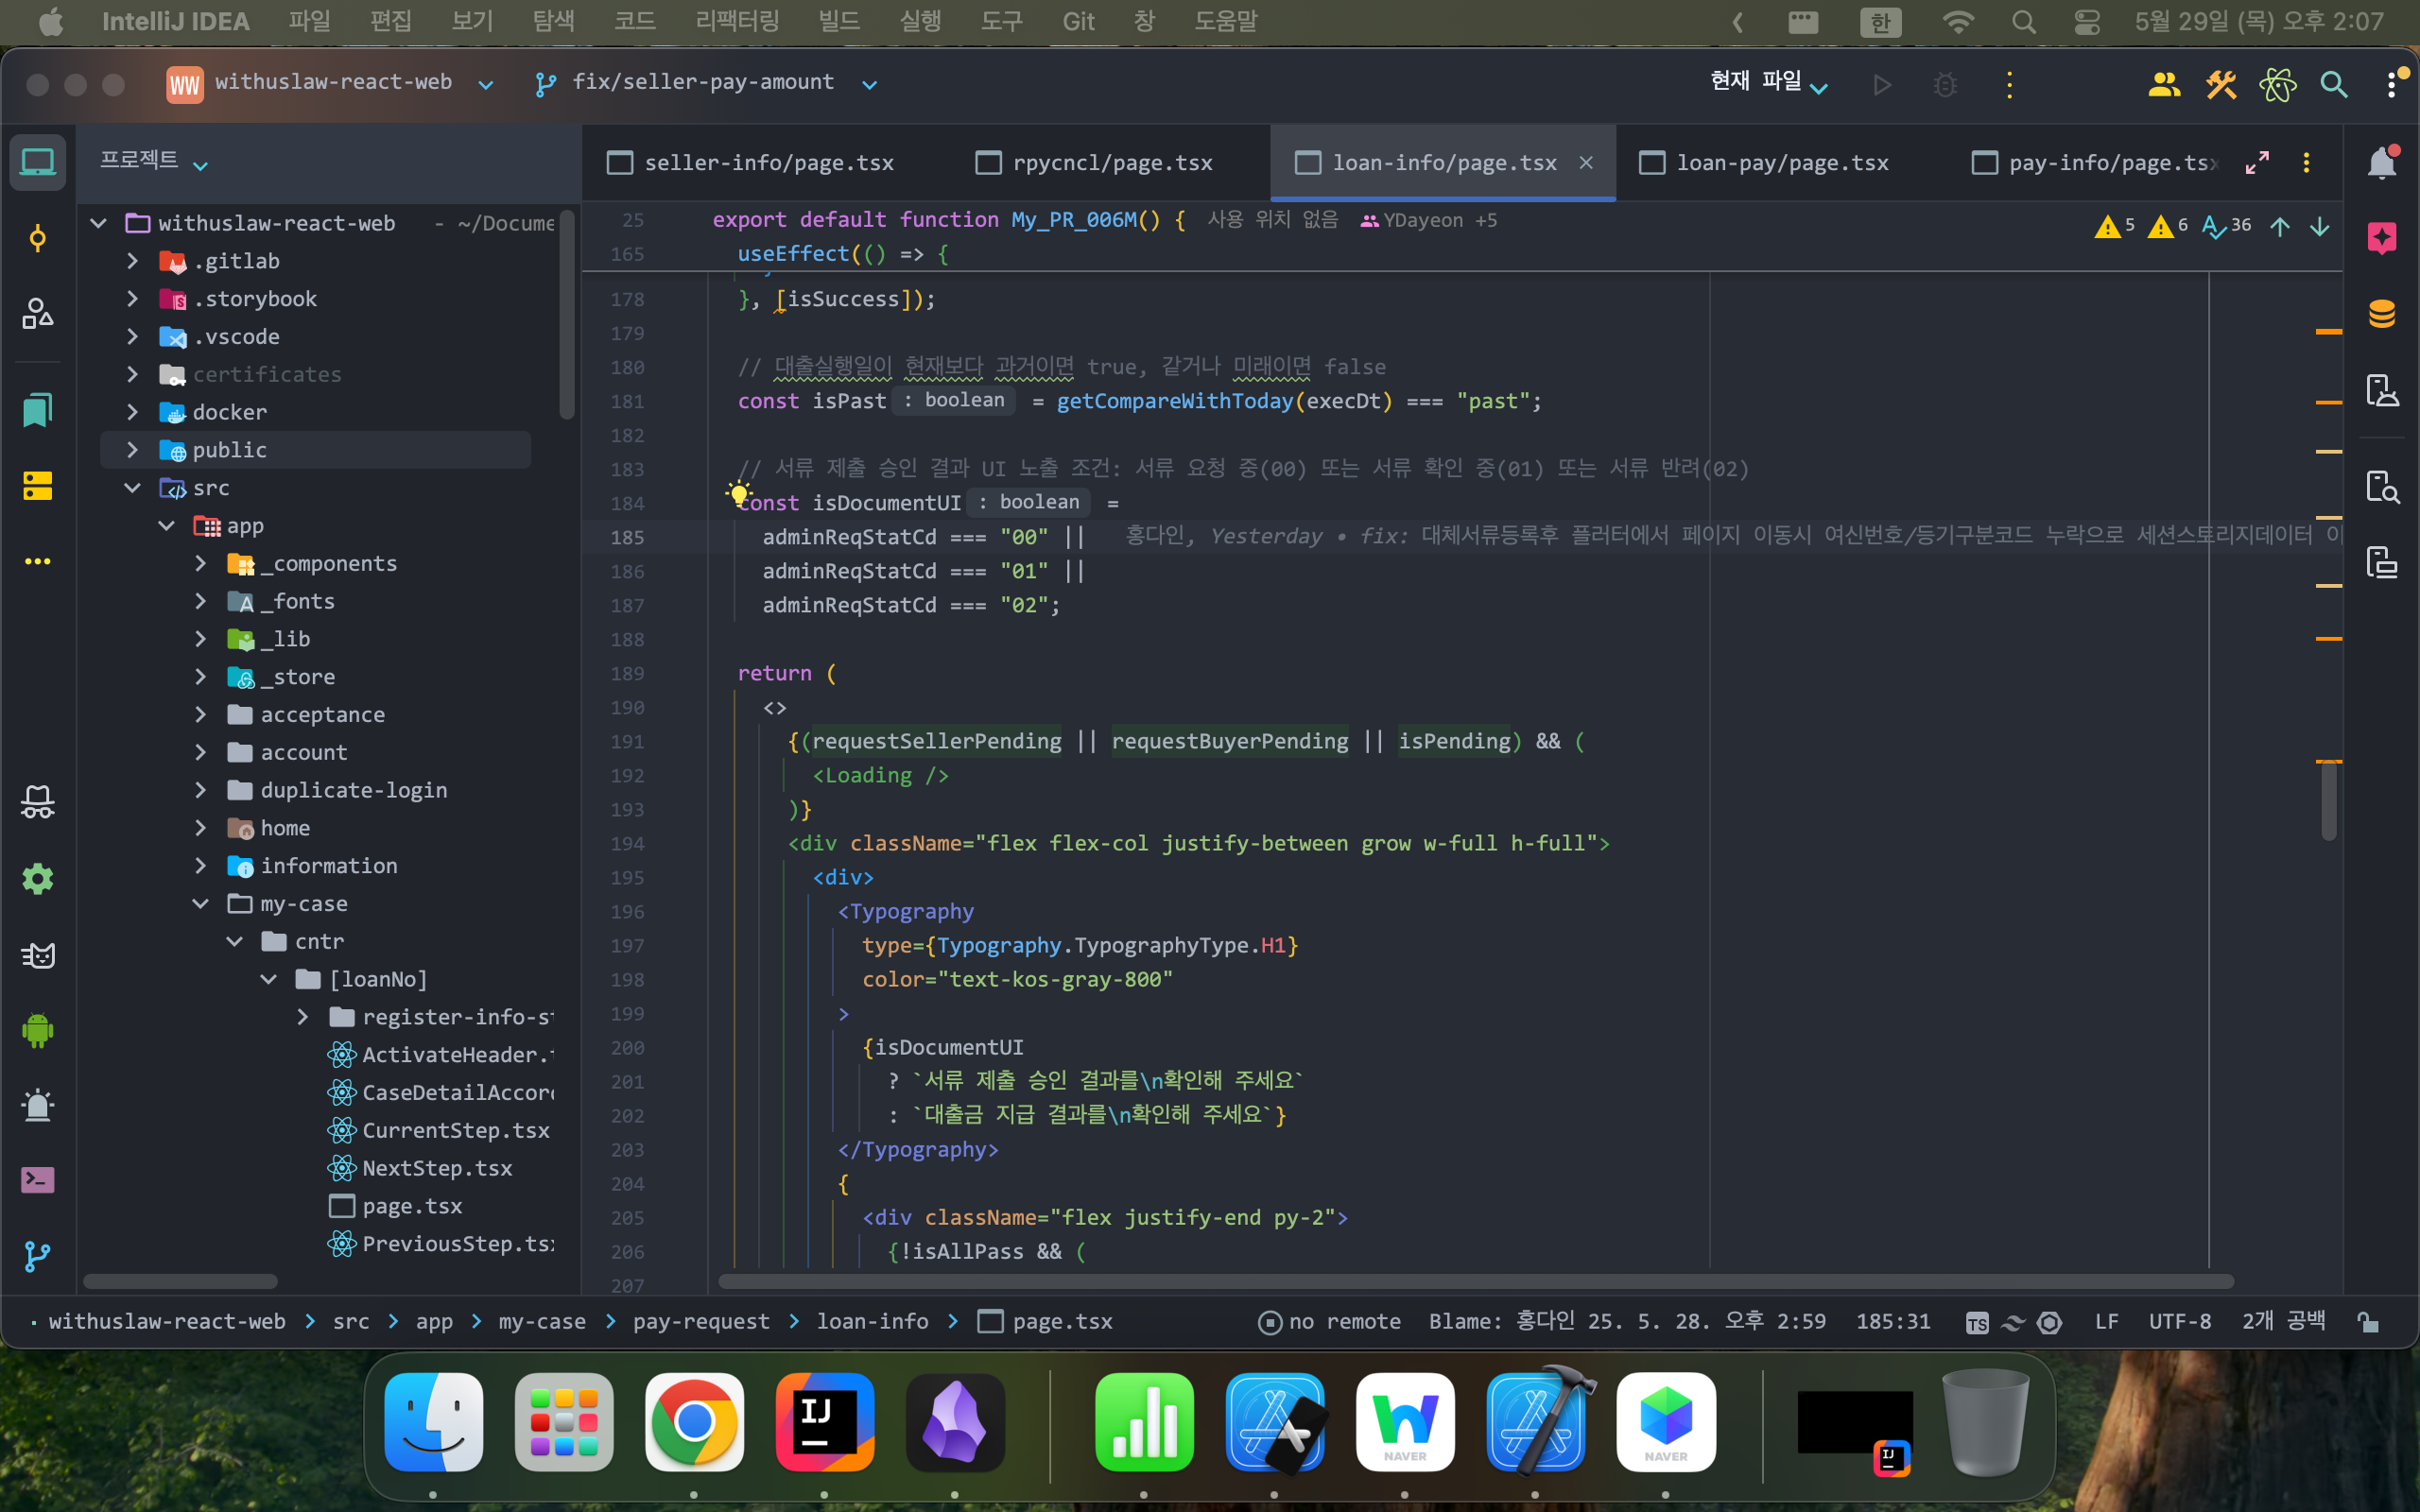 IntelliJ IDEA 파일 편집 보기 탐색 코드 리팩터링 빌드 실행 도구 Git 창 도움말 한 5월 29일 (목) 오후 2:07
WW withuslaw-react-web fix/seller-pay-amount 현재 파일
프로젝트
seller-info/page.tsx rpycncl/page.tsx loan-info/page.tsx × loan-pay/page.tsx pay-info/page.tsx
withuslaw-react-web - ~/Docume
.gitlab
.storybook
.vscode
certificates
docker
public
src
app
_components
_fonts
_lib
_store
acceptance
account
duplicate-login
home
information
my-case
cntr
[loanNo]
register-info-st
ActivateHeader.t
CaseDetailAccord
CurrentStep.tsx
NextStep.tsx
page.tsx
PreviousStep.tsx
25 export default function My_PR_006M() { 사용 위치 없음 YDayeon +5
5 6 36
165 useEffect(() => {
178 }, [isSuccess]);
179
180 // 대출실행일이 현재보다 과거이면 true, 같거나 미래이면 false
181 const isPast : boolean = getCompareWithToday(execDt) === "past";
182
183 // 서류 제출 승인 결과 UI 노출 조건: 서류 요청 중(00) 또는 서류 확인 중(01) 또는 서류 반려(02)
184 const isDocumentUI : boolean =
185 adminReqStatCd === "00" || 홍다인, Yesterday • fix: 대체서류등록후 플러터에서 페이지 이동시 여신번호/등기구분코드 누락으로 세션스토리지데이터 이
186 adminReqStatCd === "01" ||
187 adminReqStatCd === "02";
188
189 return (
190 <>
191 {(requestSellerPending || requestBuyerPending || isPending) && (
192 <Loading />
193 )}
194 <div className="flex flex-col justify-between grow w-full h-full">
195 <div>
196 <Typography
197 type={Typography.TypographyType.H1}
198 color="text-kos-gray-800"
199 >
200 {isDocumentUI
201 ? `서류 제출 승인 결과를\n확인해 주세요`
202 : `대출금 지급 결과를\n확인해 주세요`}
203 </Typography>
204 {
205 <div className="flex justify-end py-2">
206 {!isAllPass && (
207
withuslaw-react-web > src > app > my-case > pay-request > loan-info > page.tsx no remote Blame: 홍다인 25. 5. 28. 오후 2:59 185:31 TS LF UTF-8 2개 공백
IJ NAVER NAVER IJ